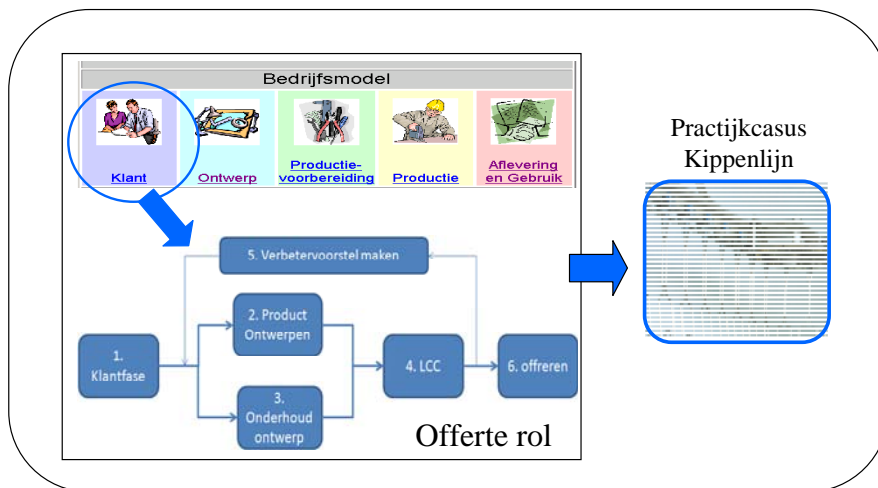 Bedrijfsmodel
Klant
Ontwerp
Productie-
voorbereiding
Productie
Aflevering
en Gebruik
Practijkcasus
Kippenlijn
5. Verbetervoorstel maken
2. Product
Ontwerpen
1.
Klantfase
4. LCC
6. offreren
3.
Onderhoud
ontwerp
Offerte rol